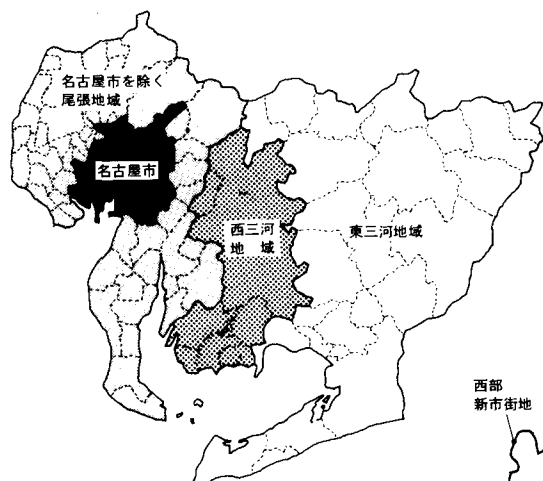 名古屋市を除く
尾張地域
名古屋市
西三河
地域
東三河地域
西部
新市街地